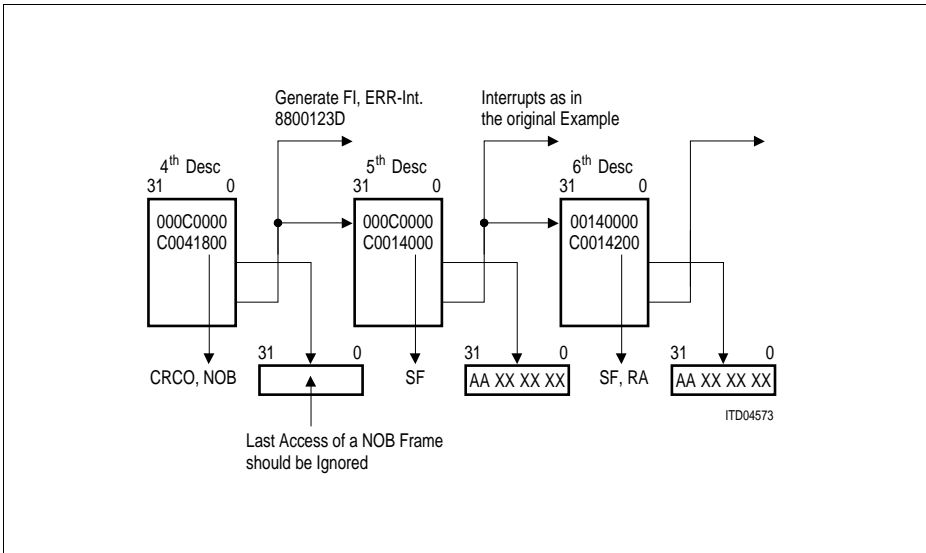 Generate FI, ERR-Int.
8800123D
Interrupts as in
the original Example
4th Desc
31 0
5th Desc
31 0
6th Desc
31 0
000C0000
C0041800
000C0000
C0014000
00140000
C0014200
CRCO, NOB
31 0
SF
31 0
AA XX XX XX
SF, RA
31 0
AA XX XX XX
ITD04573
Last Access of a NOB Frame
should be Ignored